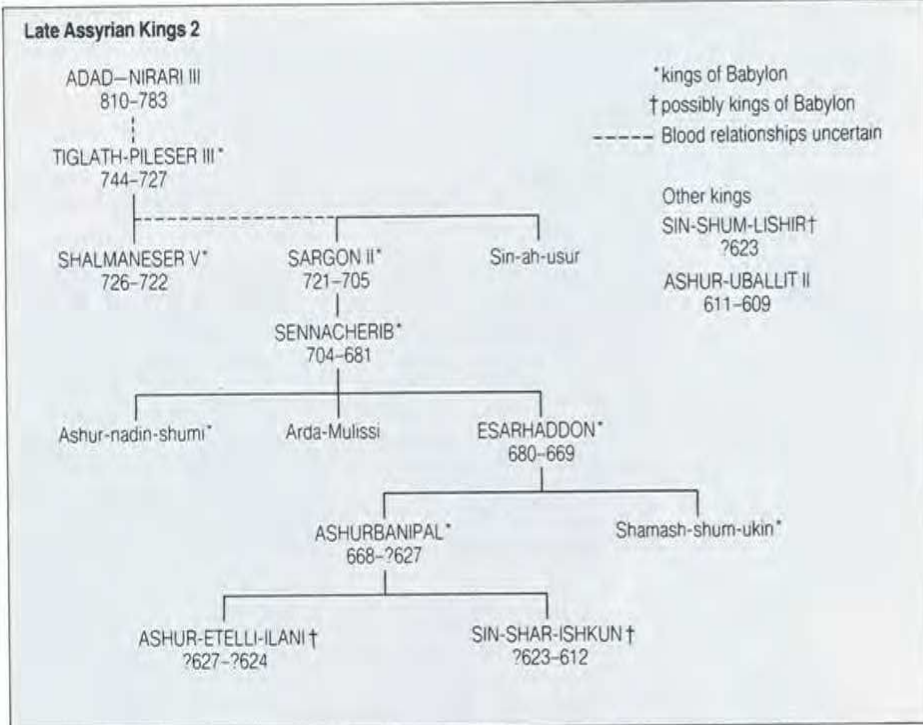 Late Assyrian Kings 2
ADAD–NIRARI III
810–783
TIGLATH-PILESER III*
744–727
SHALMANESER V*
726–722
SARGON II*
721–705
Sin-ah-usur
SENNACHERIB*
704–681
Ashur-nadin-shumi*
Arda-Mulissi
ESARHADDON*
680–669
ASHURBANIPAL*
668–?627
Shamash-shum-ukin*
ASHUR-ETELLI-ILANI†
?627–?624
SIN-SHAR-ISHKUN†
?623–612
*kings of Babylon
†possibly kings of Babylon
------ Blood relationships uncertain
Other kings
SIN-SHUM-LISHIR†
?623
ASHUR-UBALLIT II
611–609